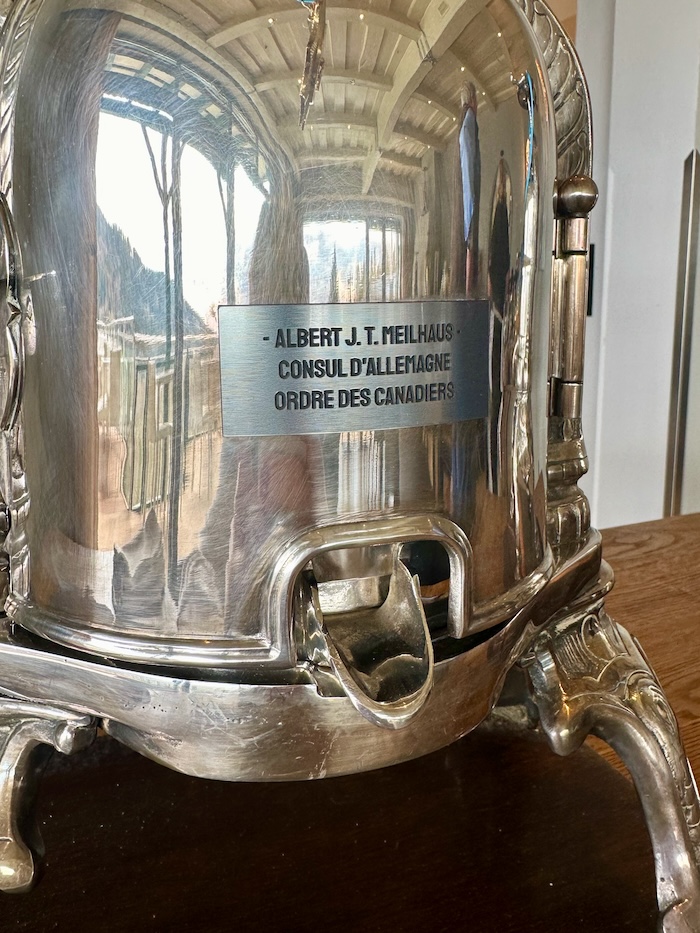 - ALBERT J. T. MEILHAUS -
CONSUL D'ALLEMAGNE
ORDRE DES CANADIERS